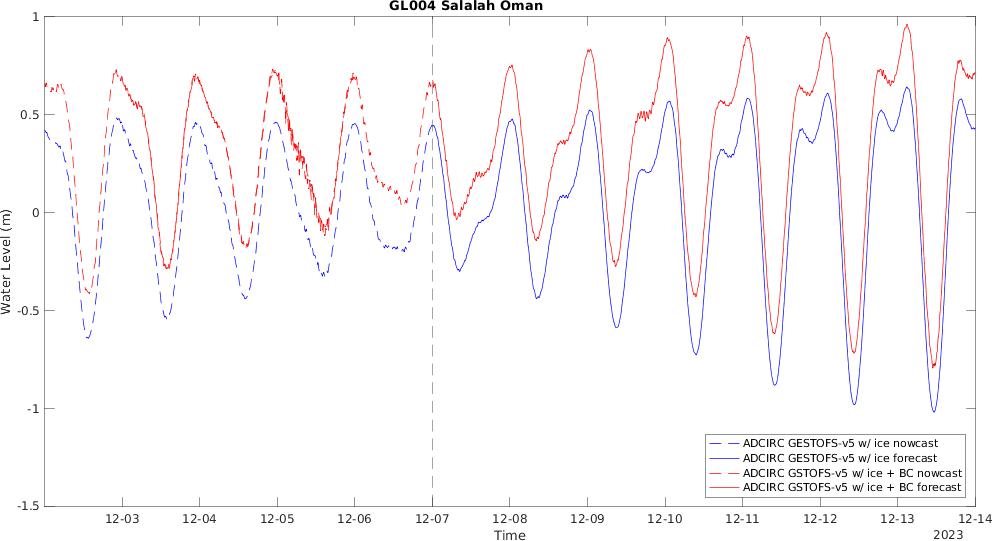 GL004 Salalah Oman
1
0.5
0
-0.5
-1
-1.5
Water Level (m)
12-03 12-04 12-05 12-06 12-07 12-08 12-09 12-10 12-11 12-12 12-13 12-14
Time
2023
ADCIRC GESTOFS-v5 w/ ice nowcast
ADCIRC GESTOFS-v5 w/ ice forecast
ADCIRC GSTOFS-v5 w/ ice + BC nowcast
ADCIRC GSTOFS-v5 w/ ice + BC forecast